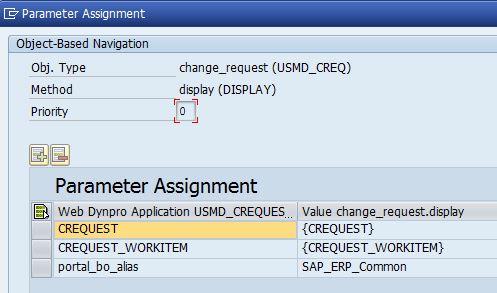 Parameter Assignment
Object-Based Navigation
Obj. Type change_request (USMD_CREQ)
Method display (DISPLAY)
Priority 0
Parameter Assignment
Web Dynpro Application USMD_CREQUES... Value change_request.display
CREQUEST {CREQUEST}
CREQUEST_WORKITEM {CREQUEST_WORKITEM}
portal_bo_alias SAP_ERP_Common